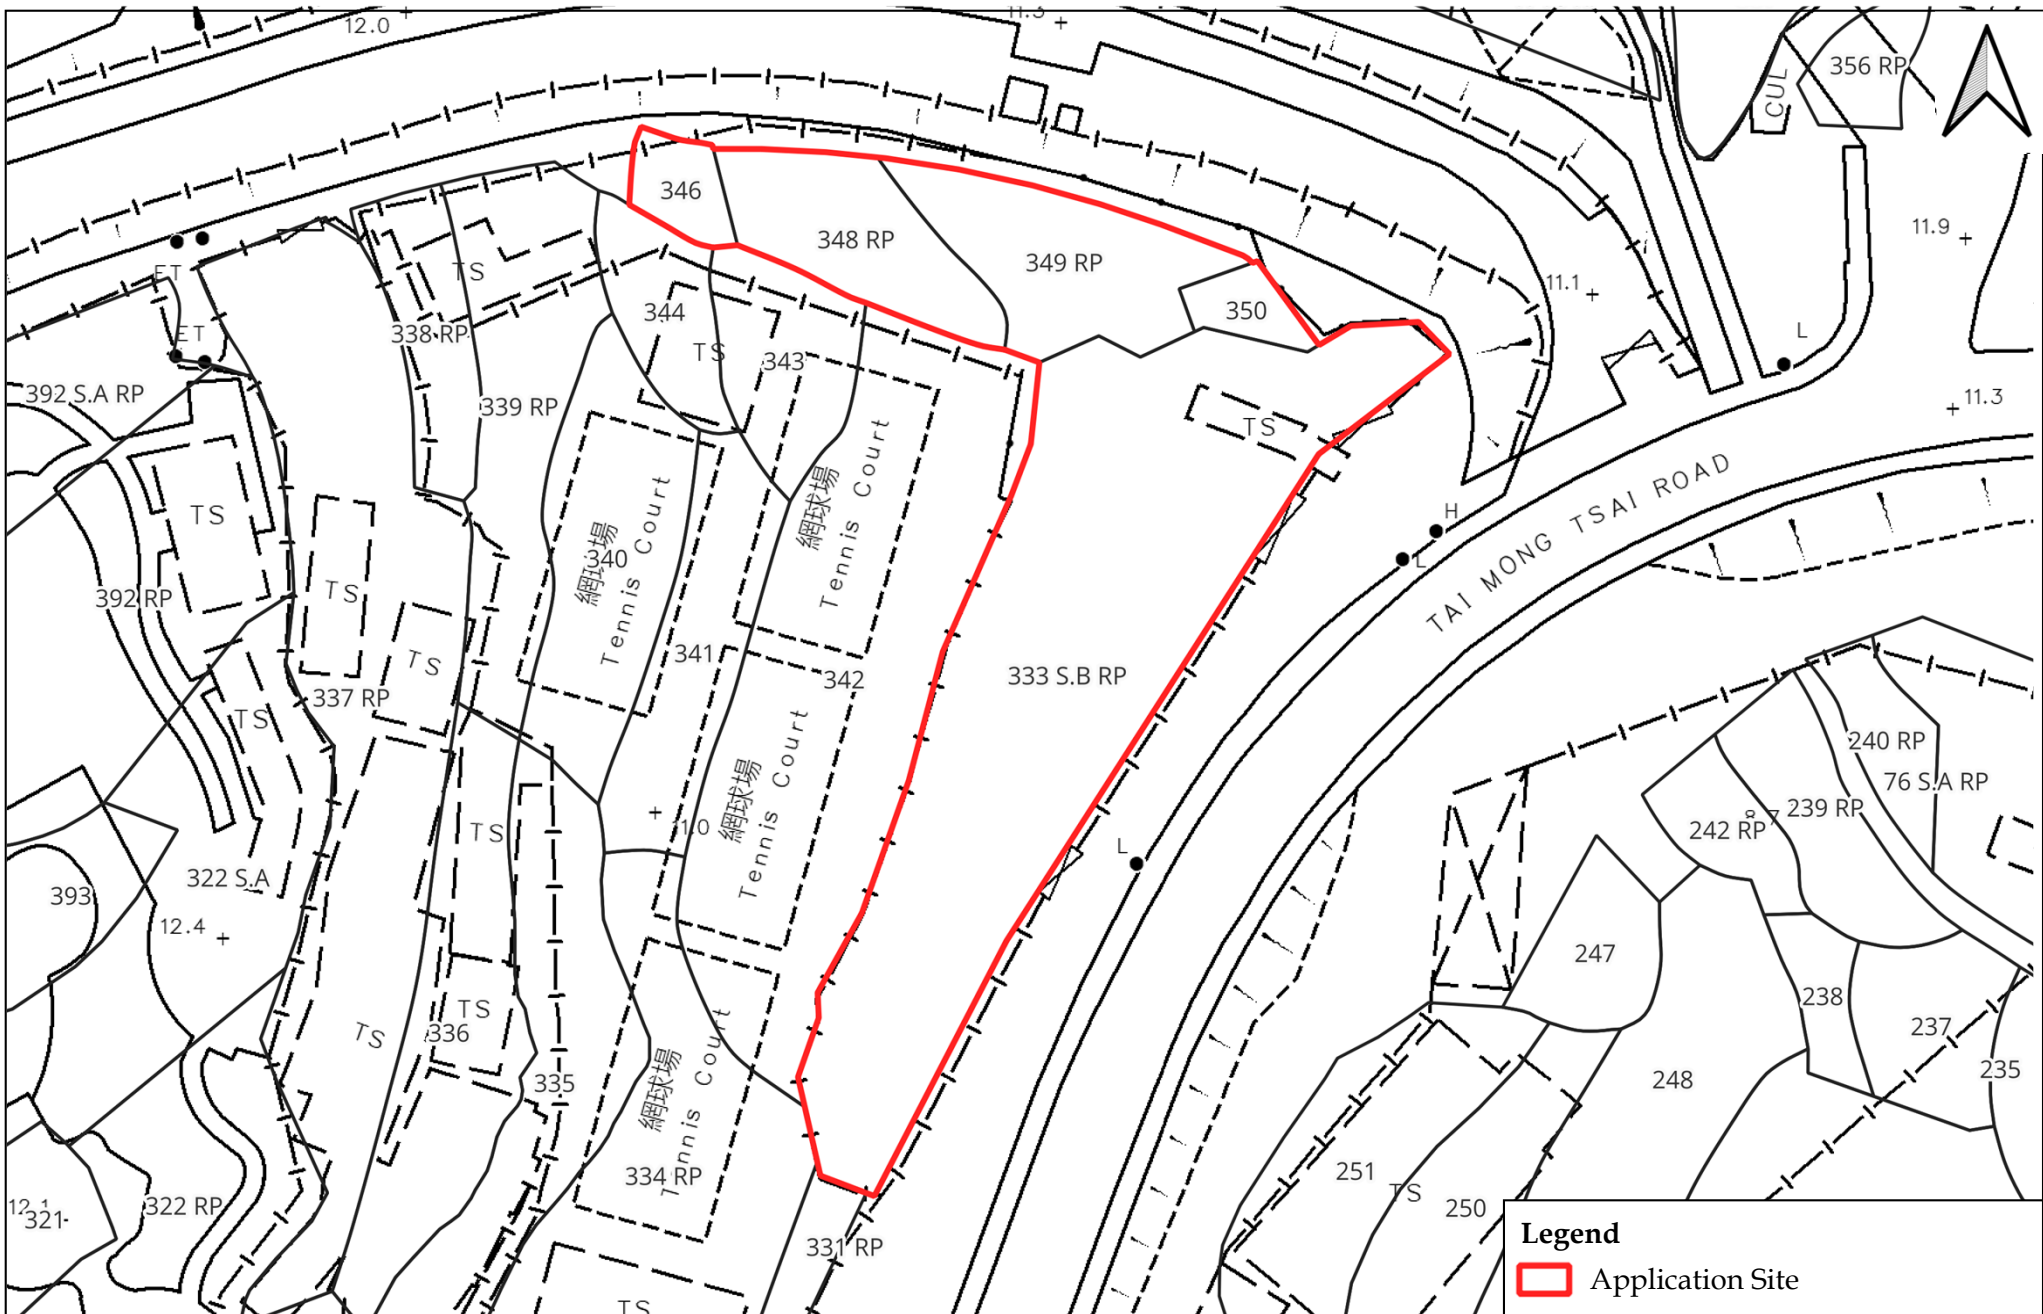 12.0
11.3
356 RP
CUL
346
348 RP
349 RP
350
11.9
11.1
ET
TS
338 RP
344
TS
343
ET
L
392 S.A RP
339 RP
11.3
TS
網球場
Tennis Court
TS
H
L
TAI MONG TSAI ROAD
網球場
340
Tennis Court
TS
392 RP
TS
341
342
333 S.B RP
337 RP
TS
240 RP
76 S.A RP
239 RP
242 RP
網球場
Tennis Court
11.0
TS
L
322 S.A
393
12.4
247
238
237
TS
336
TS
網球場
Tennis Court
335
248
235
334 RP
251
TS
250
12.1
321
322 RP
331 RP
TS
Legend
Application Site